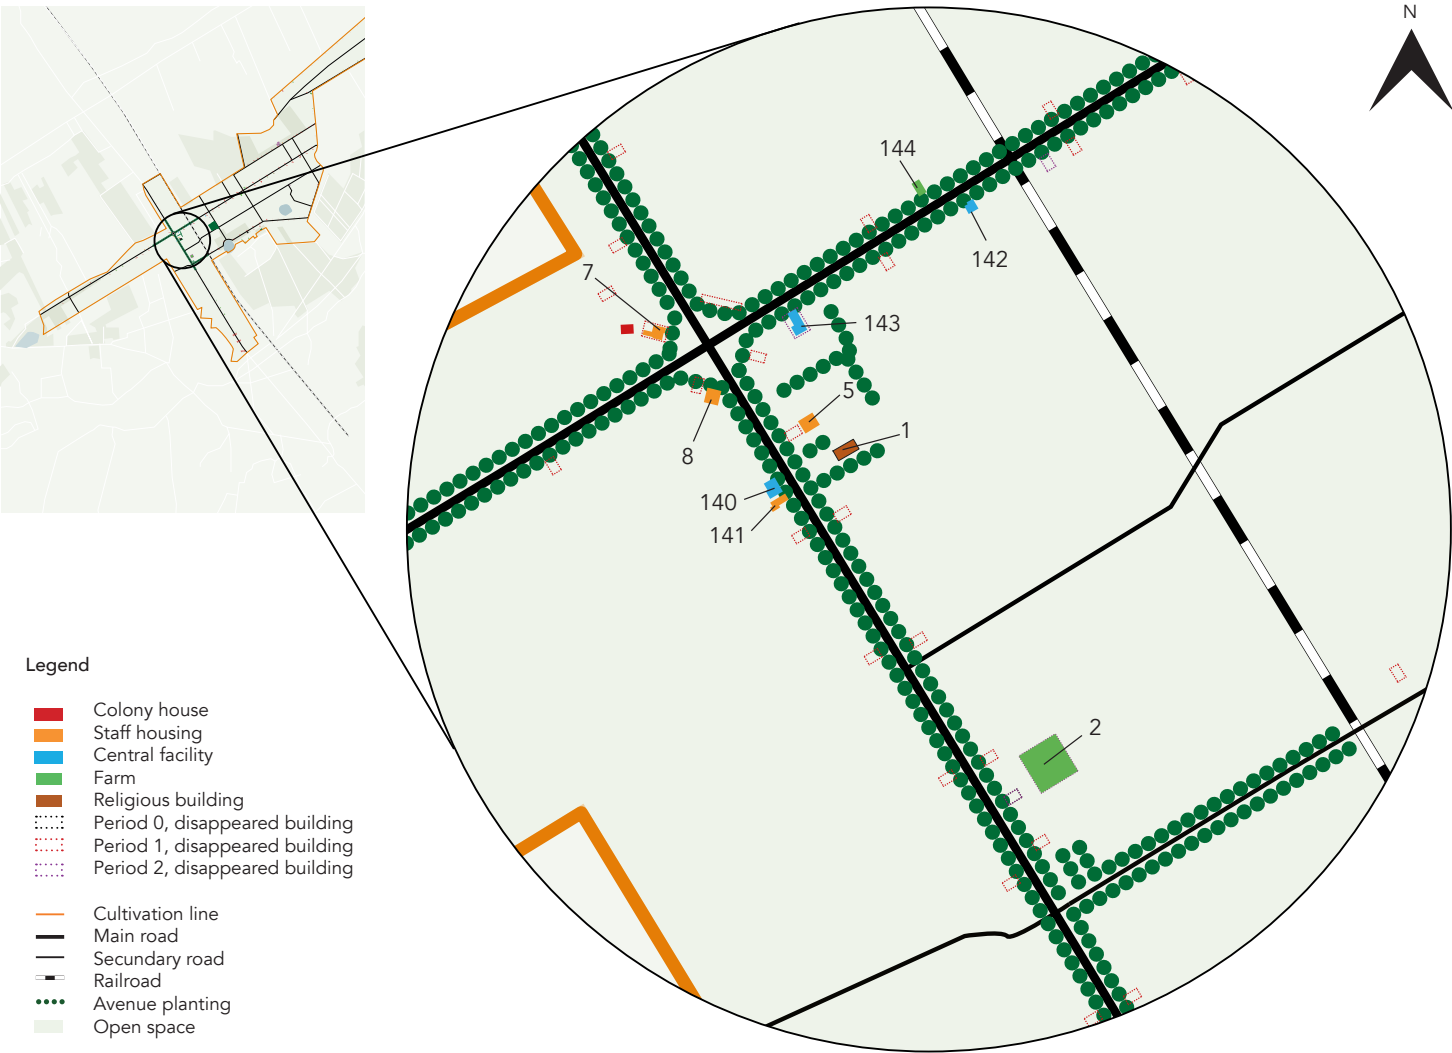 N
144
142
7
143
5
1
8
140
141
2
Legend
Colony house
Staff housing
Central facility
Farm
Religious building
Period 0, disappeared building
Period 1, disappeared building
Period 2, disappeared building
Cultivation line
Main road
Secundary road
Railroad
Avenue planting
Open space